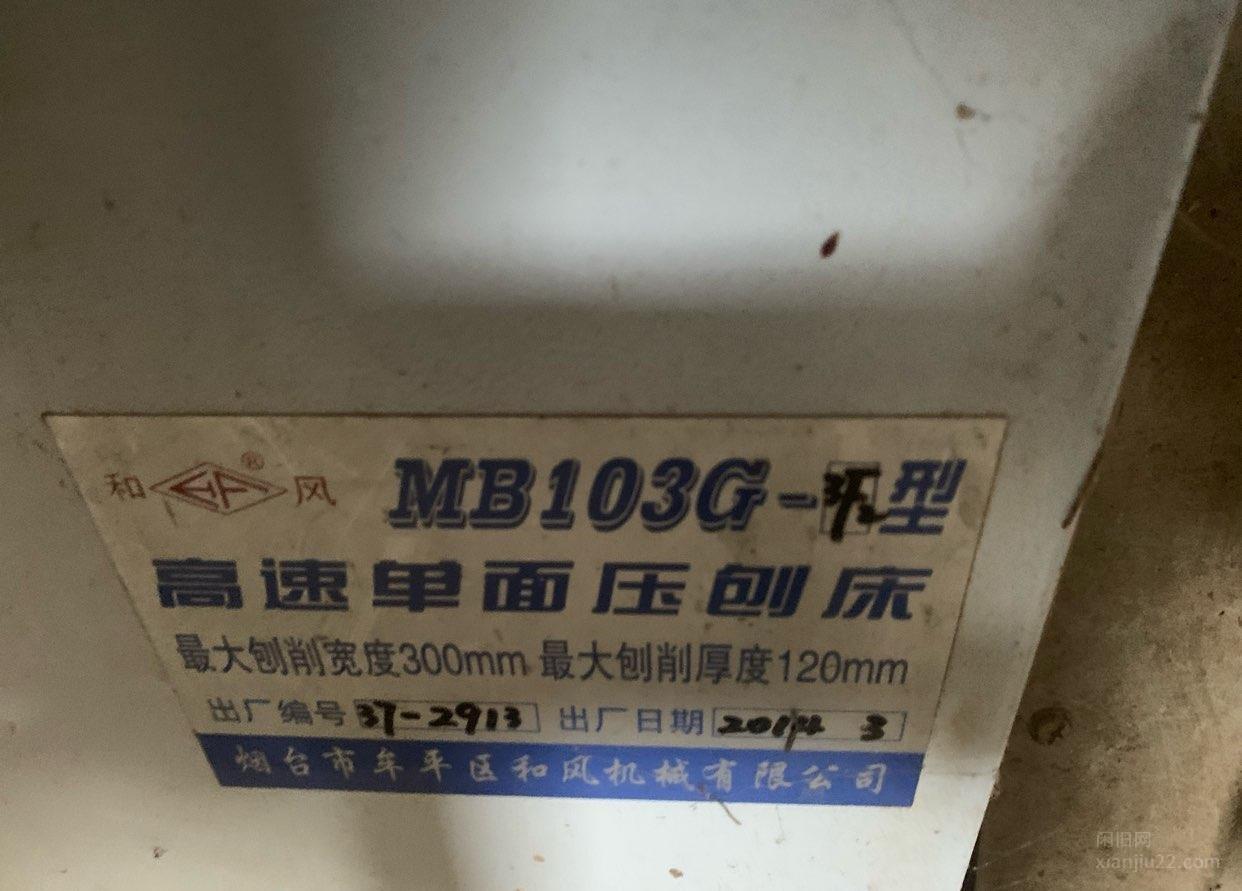 和 HF® 风 MB103G-型
高速单面压刨床
最大刨削宽度300mm 最大刨削厚度120mm
出厂编号 37-2913 出厂日期 2014 3
烟台市牟平区和风机械有限公司
闲旧网
xianjiu22.com